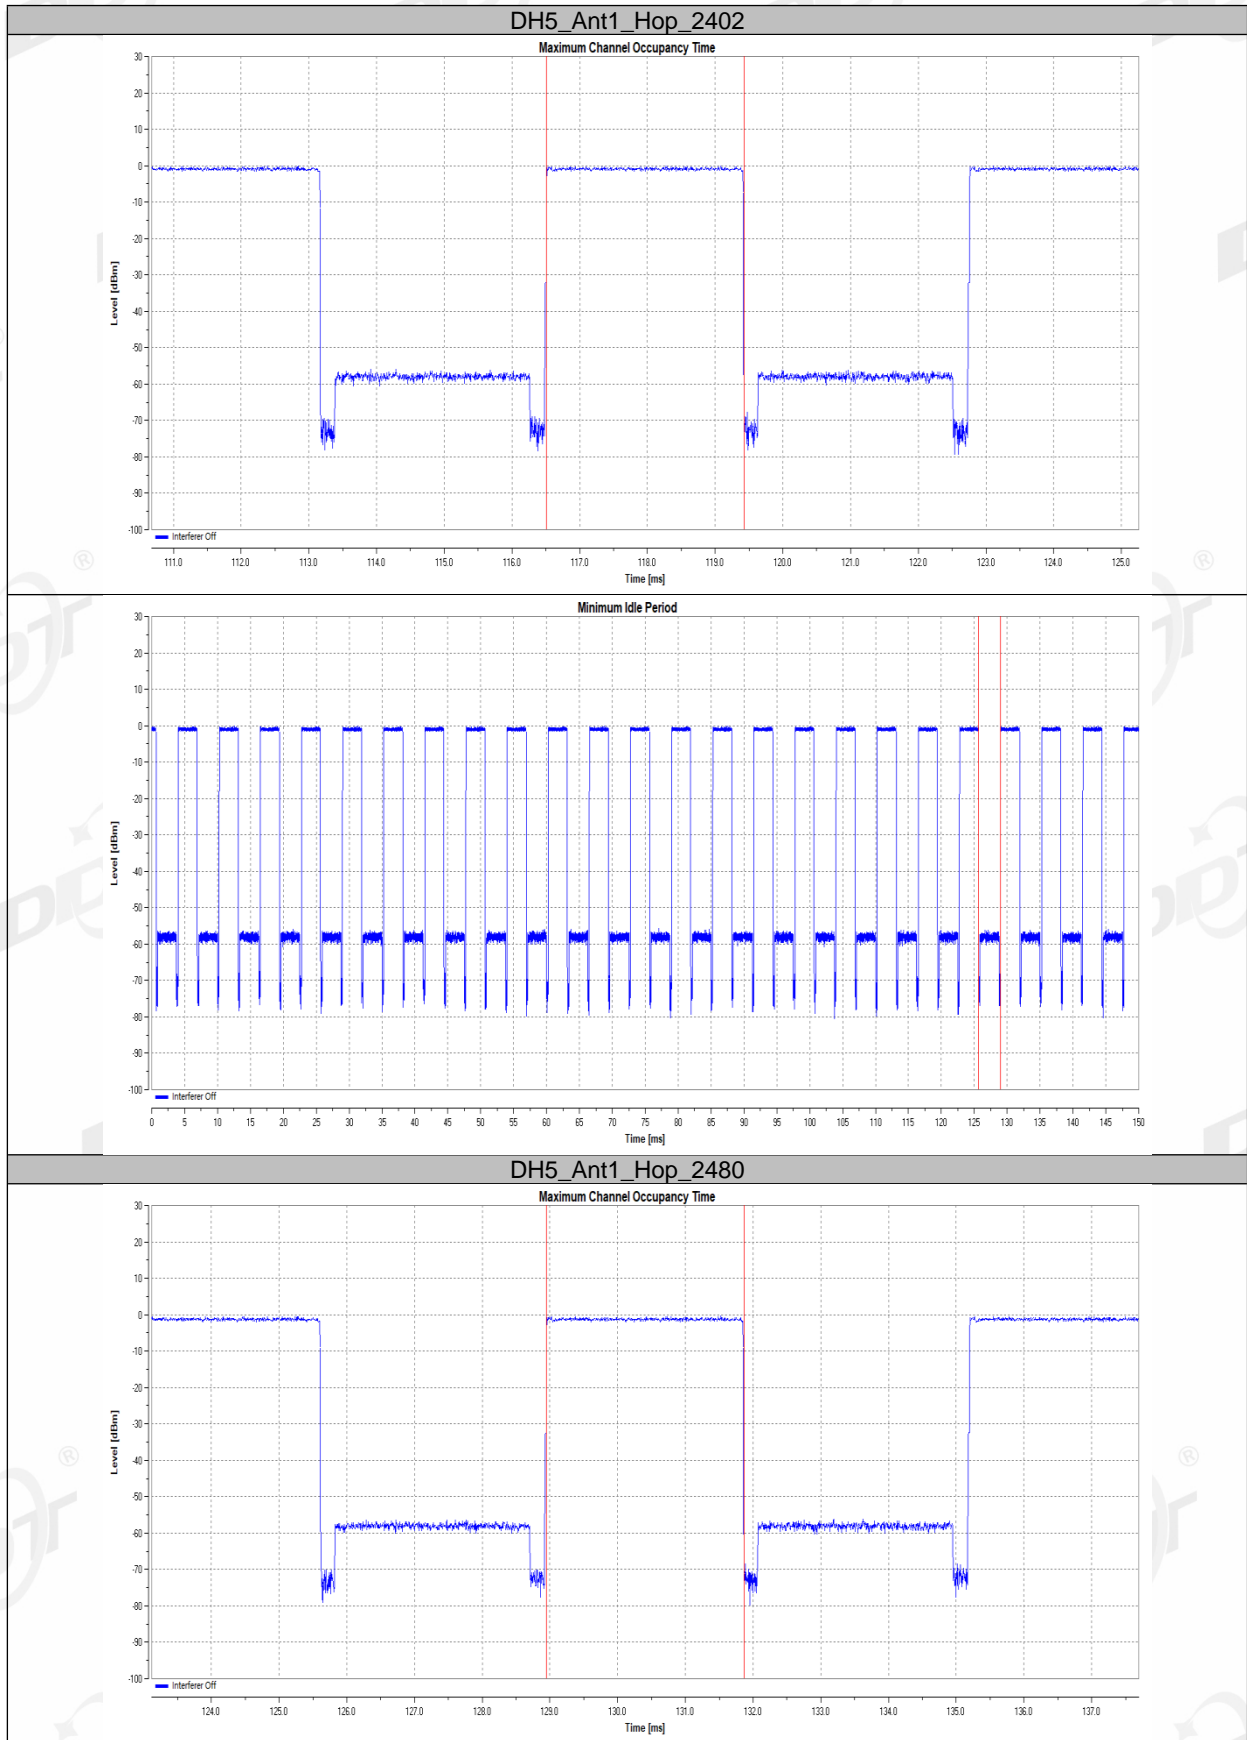 DH5_Ant1_Hop_2402
Maximum Channel Occupancy Time
30
20
10
0
-10
-20
-30
-40
-50
-60
-70
-80
-90
-100
Level [dBm]
Interferer Off
111.0 112.0 113.0 114.0 115.0 116.0 117.0 118.0 119.0 120.0 121.0 122.0 123.0 124.0 125.0
Time [ms]
Minimum Idle Period
30
20
10
0
-10
-20
-30
-40
-50
-60
-70
-80
-90
-100
Level [dBm]
Interferer Off
0 5 10 15 20 25 30 35 40 45 50 55 60 65 70 75 80 85 90 95 100 105 110 115 120 125 130 135 140 145 150
Time [ms]
DH5_Ant1_Hop_2480
Maximum Channel Occupancy Time
30
20
10
0
-10
-20
-30
-40
-50
-60
-70
-80
-90
-100
Level [dBm]
Interferer Off
124.0 125.0 126.0 127.0 128.0 129.0 130.0 131.0 132.0 133.0 134.0 135.0 136.0 137.0
Time [ms]